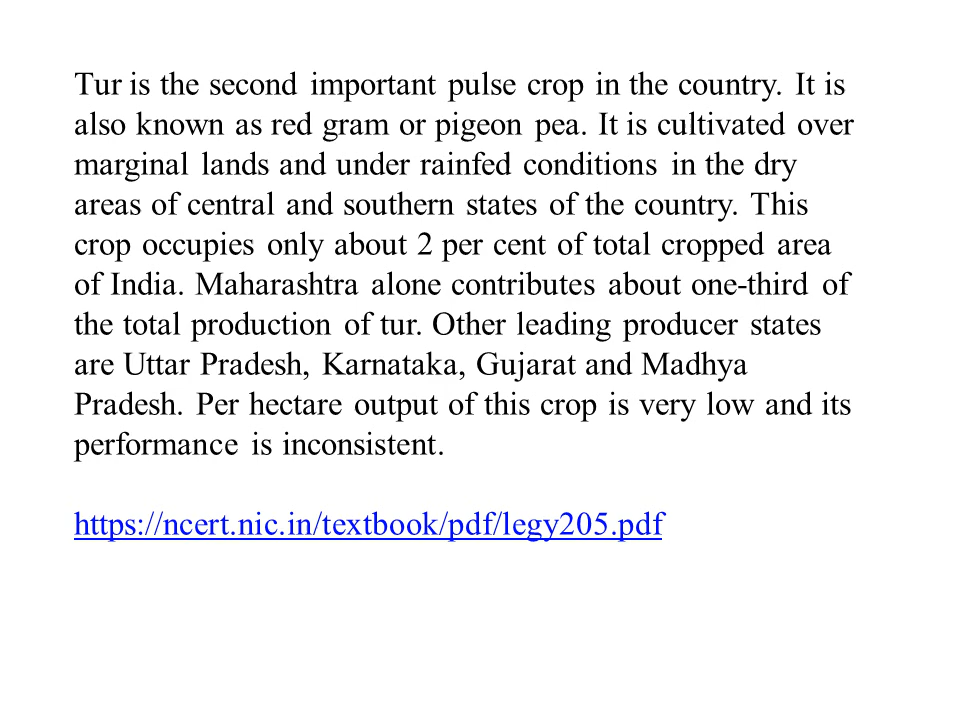 Tur is the second important pulse crop in the country. It is
also known as red gram or pigeon pea. It is cultivated over
marginal lands and under rainfed conditions in the dry
areas of central and southern states of the country. This
crop occupies only about 2 per cent of total cropped area
of India. Maharashtra alone contributes about one-third of
the total production of tur. Other leading producer states
are Uttar Pradesh, Karnataka, Gujarat and Madhya
Pradesh. Per hectare output of this crop is very low and its
performance is inconsistent.
https://ncert.nic.in/textbook/pdf/legy205.pdf